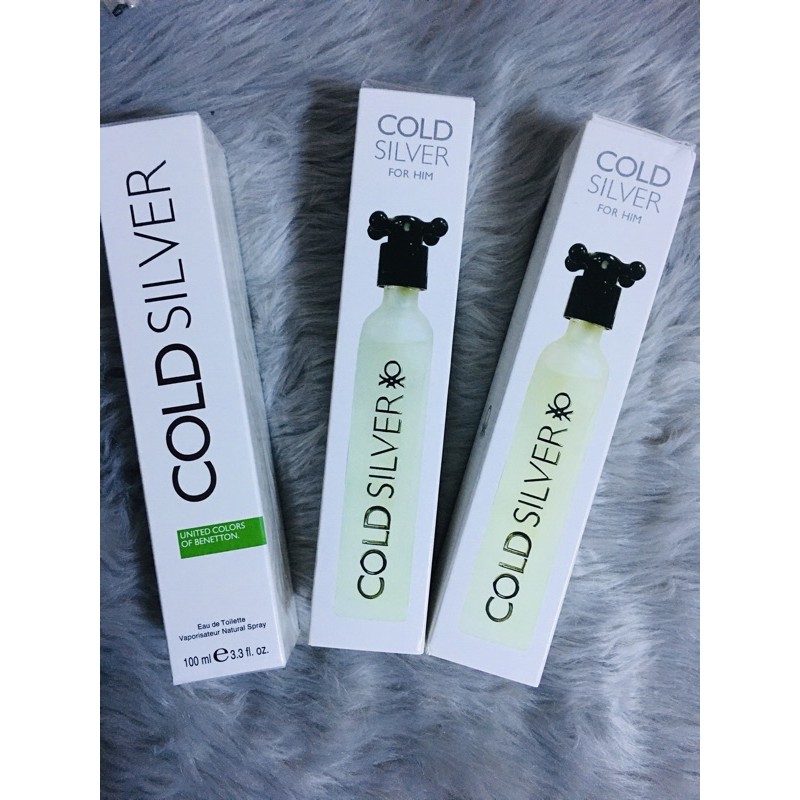 COLD SILVER
UNITED COLORS
OF BENETTON.
Eau de Toilette
Vaporisateur Natural Spray
100 ml e 3.3 fl. oz.
COLD
SILVER
FOR HIM
COLD SILVER
COLD
SILVER
FOR HIM
COLD SILVER